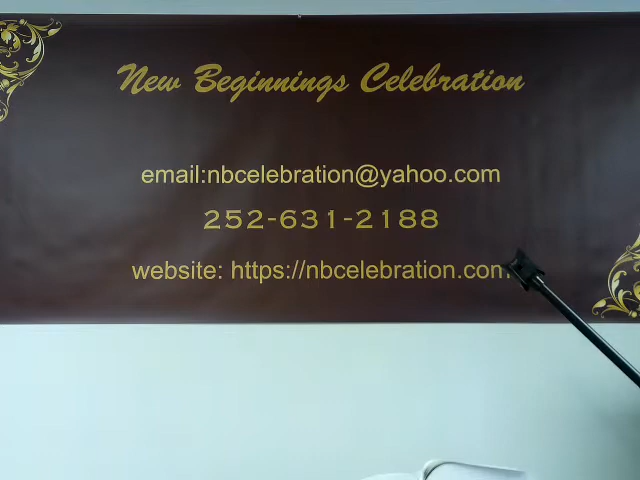 New Beginnings Celebration
email:nbcelebration@yahoo.com
252-631-2188
website: https://nbcelebration.com